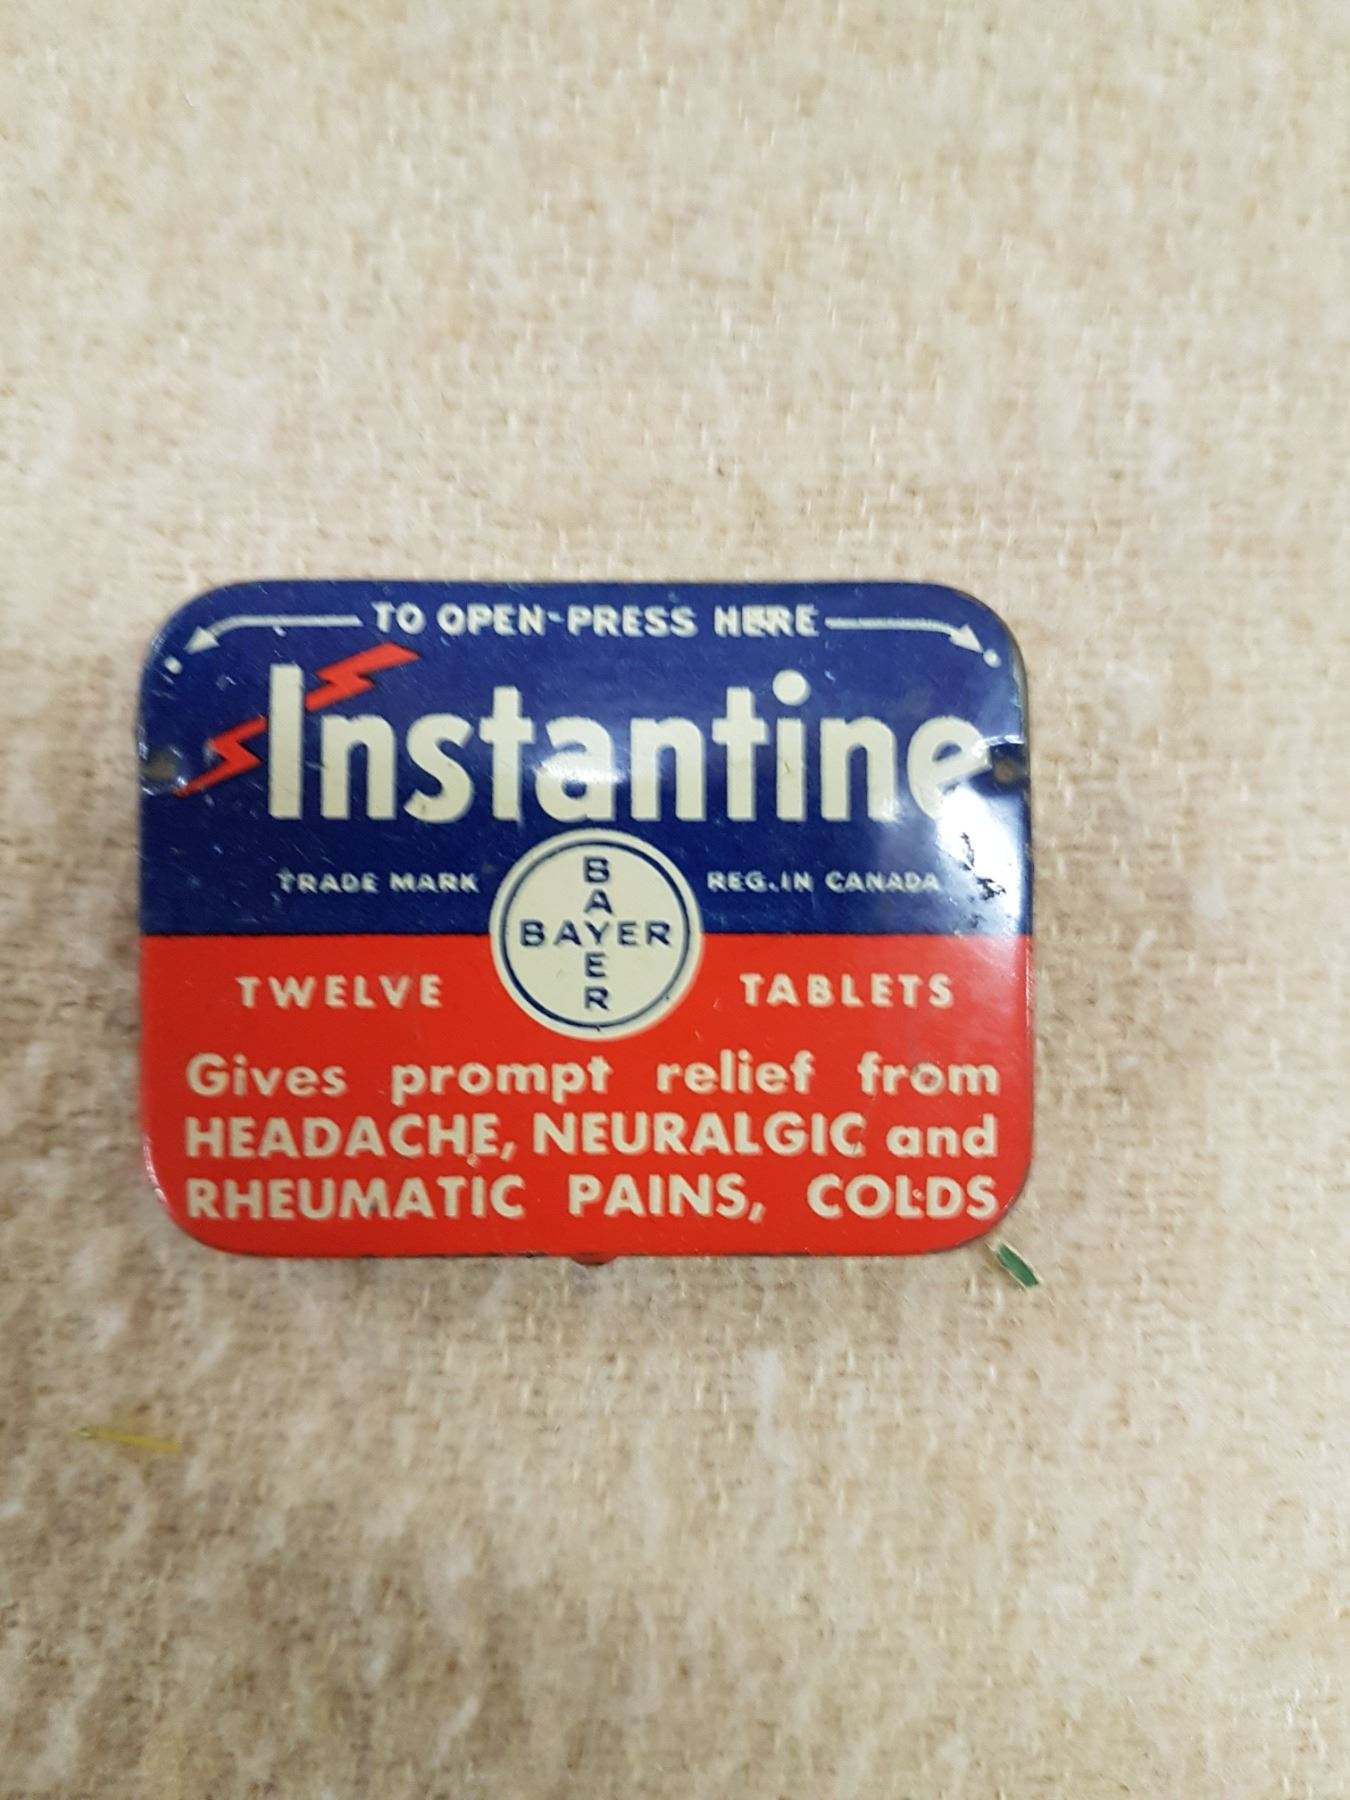 TO OPEN-PRESS HERE
Instantine
TRADE MARK REG. IN CANADA
BAYER
BAYER
TWELVE TABLETS
Gives prompt relief from
HEADACHE, NEURALGIC and
RHEUMATIC PAINS, COLDS